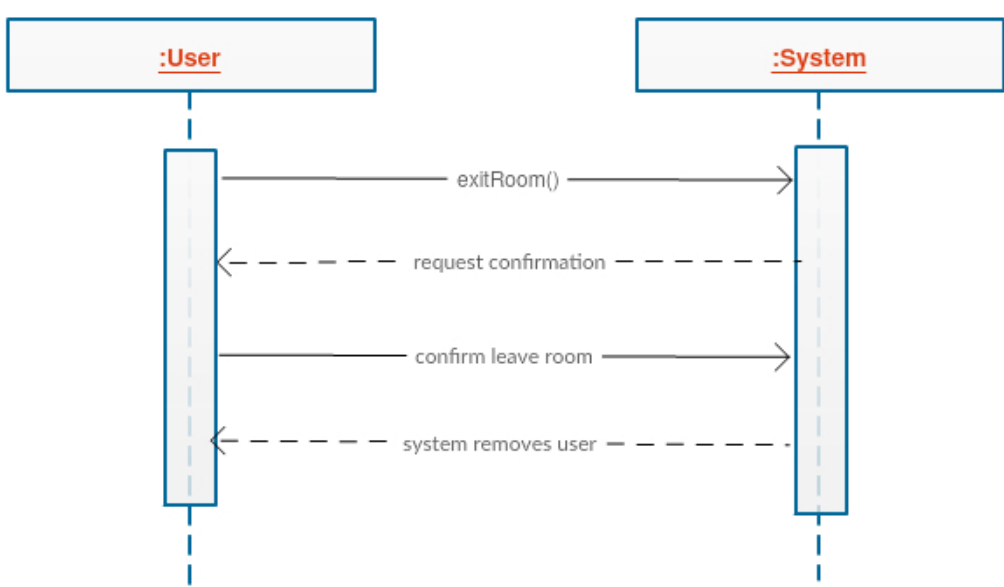 :User
:System
exitRoom()
request confirmation
confirm leave room
system removes user